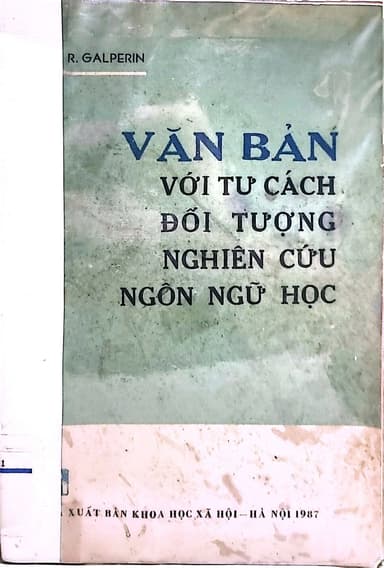 R. GALPERIN
VĂN BẢN
VỚI TƯ CÁCH
ĐỐI TƯỢNG
NGHIÊN CỨU
NGÔN NGỮ HỌC
1
XUẤT BẢN KHOA HỌC XÃ HỘI – HÀ NỘI 1987